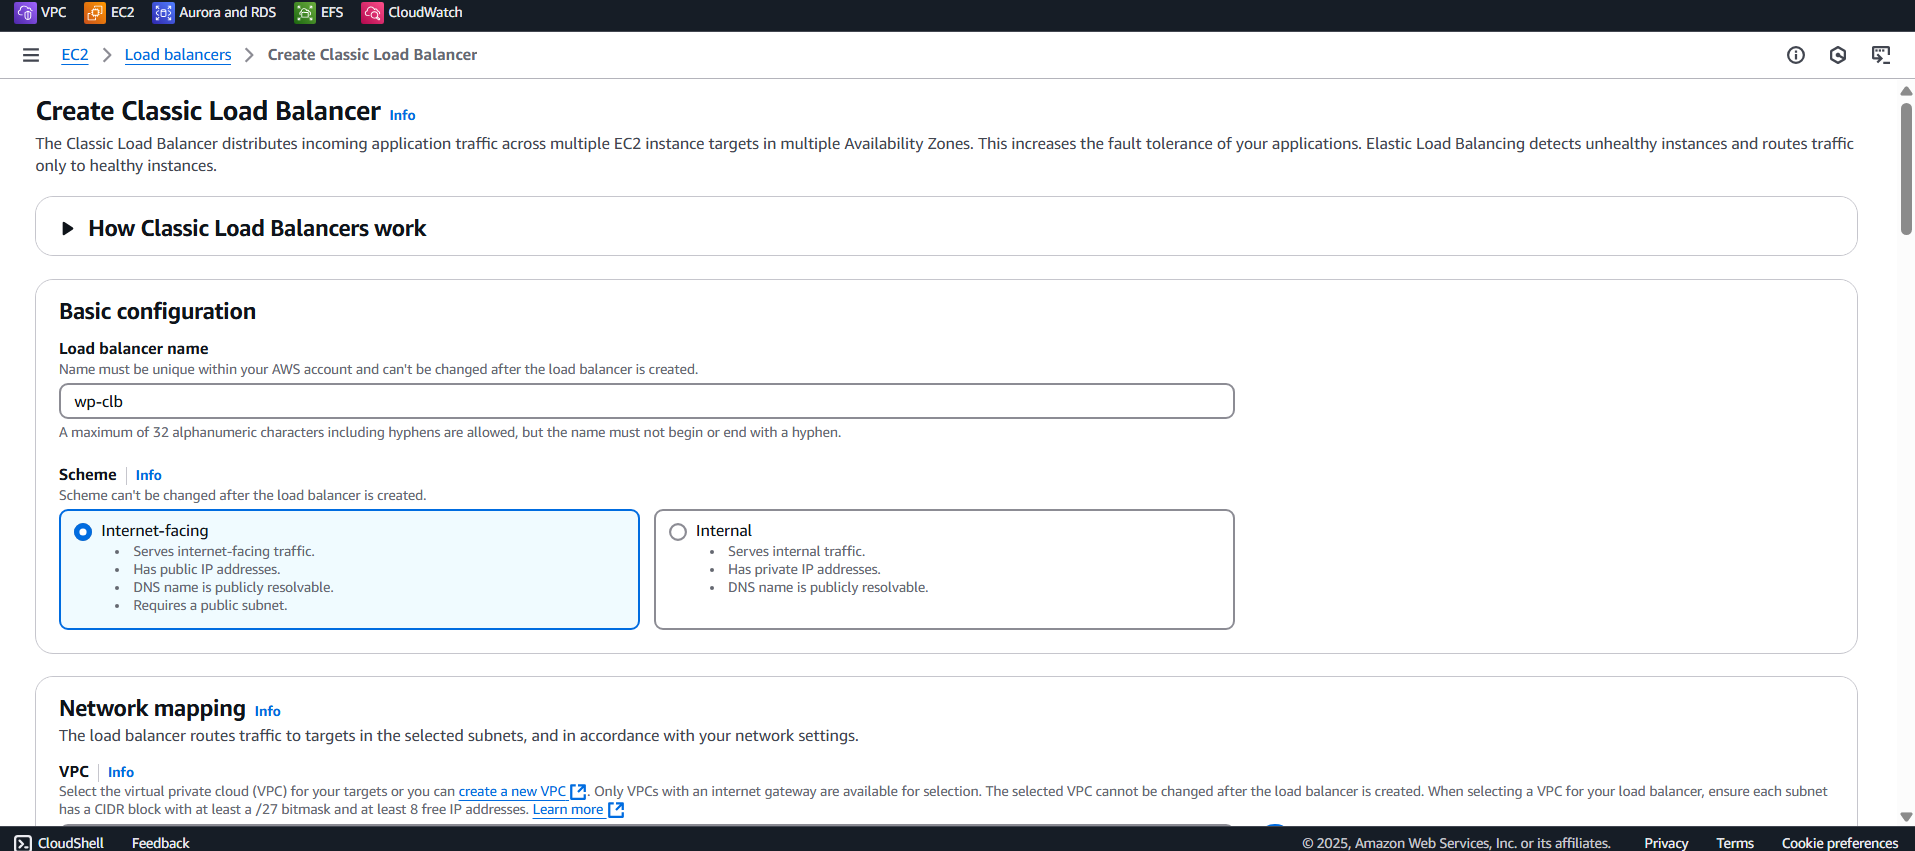 VPC EC2 Aurora and RDS EFS CloudWatch
EC2 > Load balancers > Create Classic Load Balancer
Create Classic Load Balancer Info
The Classic Load Balancer distributes incoming application traffic across multiple EC2 instance targets in multiple Availability Zones. This increases the fault tolerance of your applications. Elastic Load Balancing detects unhealthy instances and routes traffic
only to healthy instances.
How Classic Load Balancers work
Basic configuration
Load balancer name
Name must be unique within your AWS account and can't be changed after the load balancer is created.
wp-clb
A maximum of 32 alphanumeric characters including hyphens are allowed, but the name must not begin or end with a hyphen.
Scheme Info
Scheme can't be changed after the load balancer is created.
Internet-facing
• Serves internet-facing traffic.
• Has public IP addresses.
• DNS name is publicly resolvable.
• Requires a public subnet.
Internal
• Serves internal traffic.
• Has private IP addresses.
• DNS name is publicly resolvable.
Network mapping Info
The load balancer routes traffic to targets in the selected subnets, and in accordance with your network settings.
VPC Info
Select the virtual private cloud (VPC) for your targets or you can create a new VPC. Only VPCs with an internet gateway are available for selection. The selected VPC cannot be changed after the load balancer is created. When selecting a VPC for your load balancer, ensure each subnet
has a CIDR block with at least a /27 bitmask and at least 8 free IP addresses. Learn more
CloudShell Feedback © 2025, Amazon Web Services, Inc. or its affiliates. Privacy Terms Cookie preferences